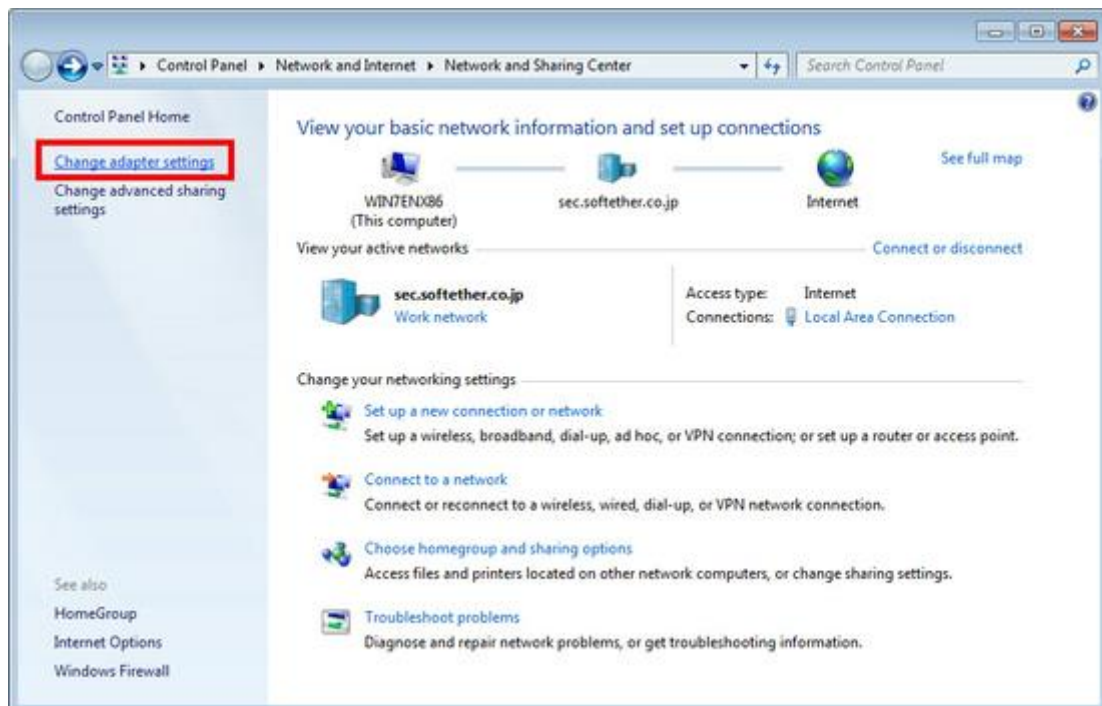 Control Panel ▸ Network and Internet ▸ Network and Sharing Center
Search Control Panel
Control Panel Home
Change adapter settings
Change advanced sharing
settings
View your basic network information and set up connections
See full map
WIN7ENX86
(This computer)
sec.softether.co.jp
Internet
View your active networks
Connect or disconnect
sec.softether.co.jp
Work network
Access type: Internet
Connections: Local Area Connection
Change your networking settings
Set up a new connection or network
Set up a wireless, broadband, dial-up, ad hoc, or VPN connection; or set up a router or access point.
Connect to a network
Connect or reconnect to a wireless, wired, dial-up, or VPN network connection.
Choose homegroup and sharing options
Access files and printers located on other network computers, or change sharing settings.
Troubleshoot problems
Diagnose and repair network problems, or get troubleshooting information.
See also
HomeGroup
Internet Options
Windows Firewall